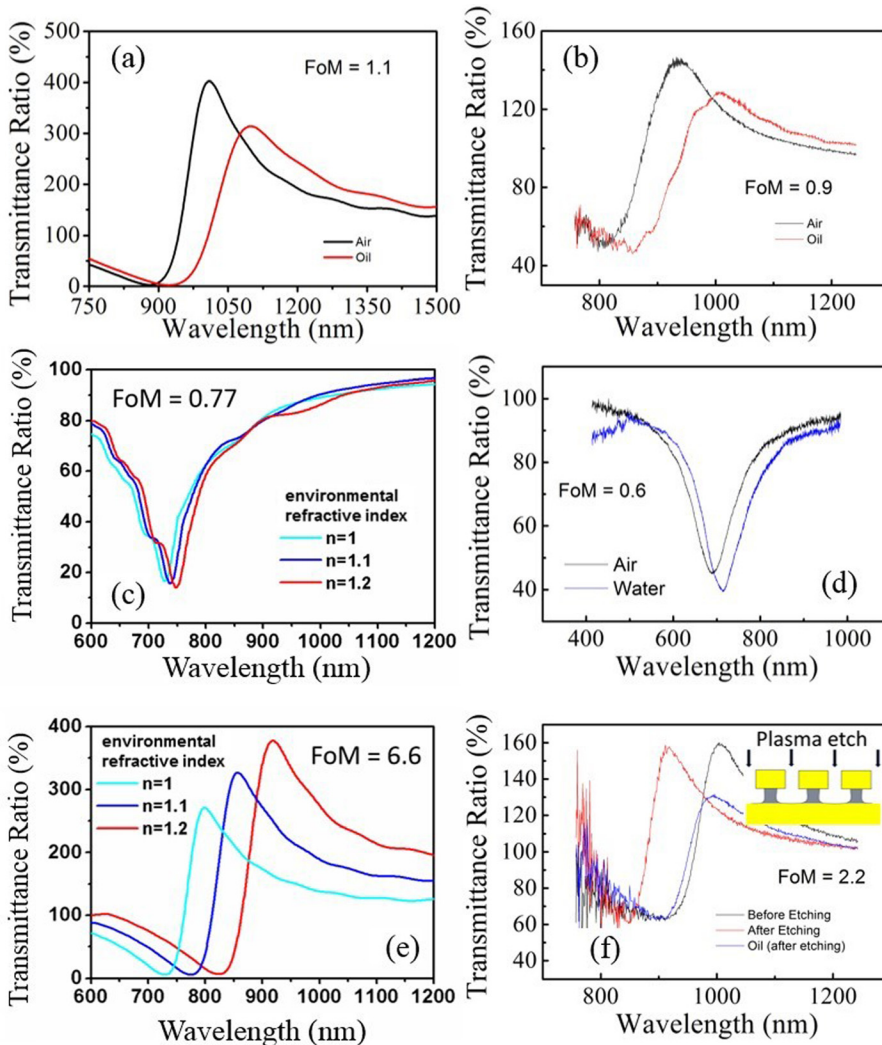 (a)
FoM = 1.1
Transmittance Ratio (%)
500
400
300
200
100
0
Air
Oil
750
900
1050
1200
1350
1500
Wavelength (nm)
(b)
FoM = 0.9
Transmittance Ratio (%)
160
120
80
40
Air
Oil
800
1000
1200
Wavelength (nm)
FoM = 0.77
Transmittance Ratio (%)
100
80
60
40
20
0
environmental
refractive index
n=1
n=1.1
n=1.2
(c)
600
700
800
900
1000
1100
1200
Wavelength (nm)
Transmittance Ratio (%)
100
80
60
40
FoM = 0.6
Air
Water
(d)
400
600
800
1000
Wavelength (nm)
Transmittance Ratio (%)
400
300
200
100
0
environmental
refractive index
n=1
n=1.1
n=1.2
FoM = 6.6
(e)
600
700
800
900
1000
1100
1200
Wavelength (nm)
Transmittance Ratio (%)
160
140
120
100
80
60
40
Plasma etch
FoM = 2.2
Before Etching
After Etching
Oil (after etching)
(f)
800
1000
1200
Wavelength (nm)